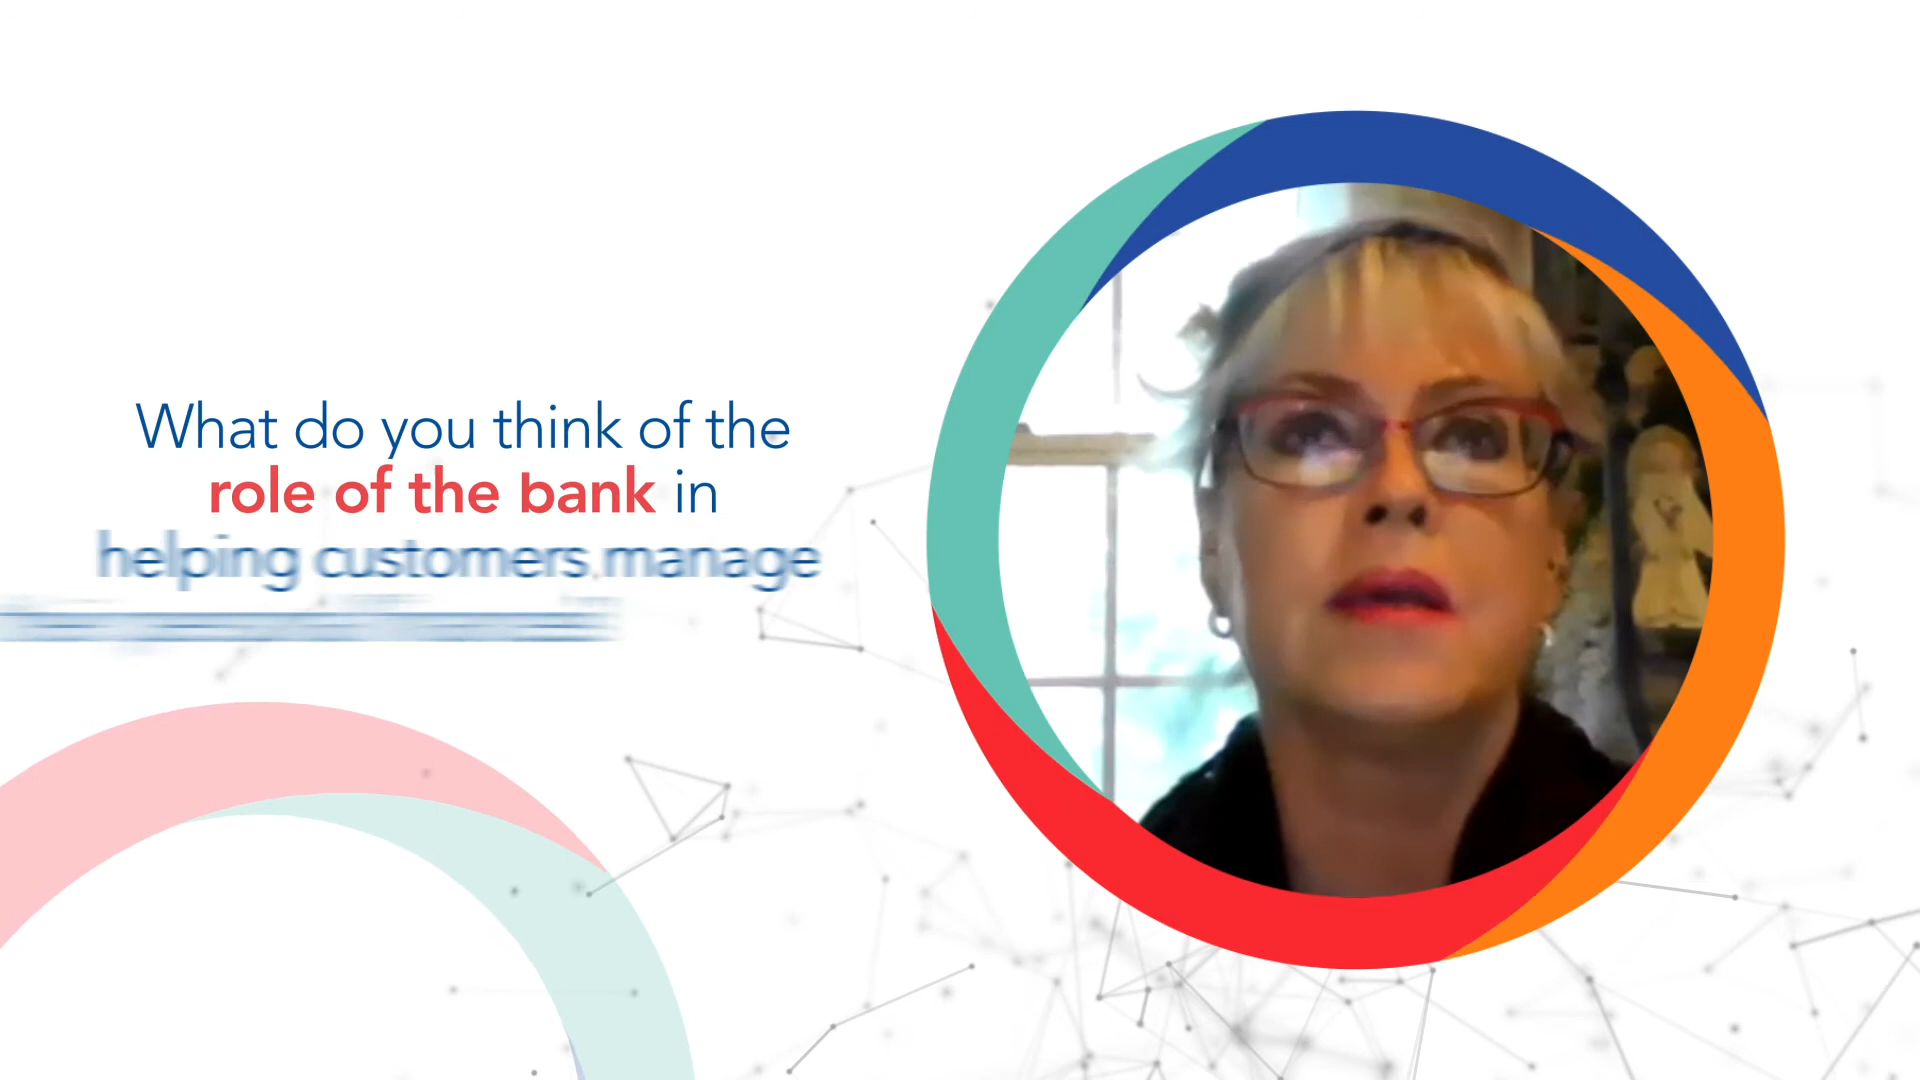 What do you think of the
role of the bank in
helping customers manage